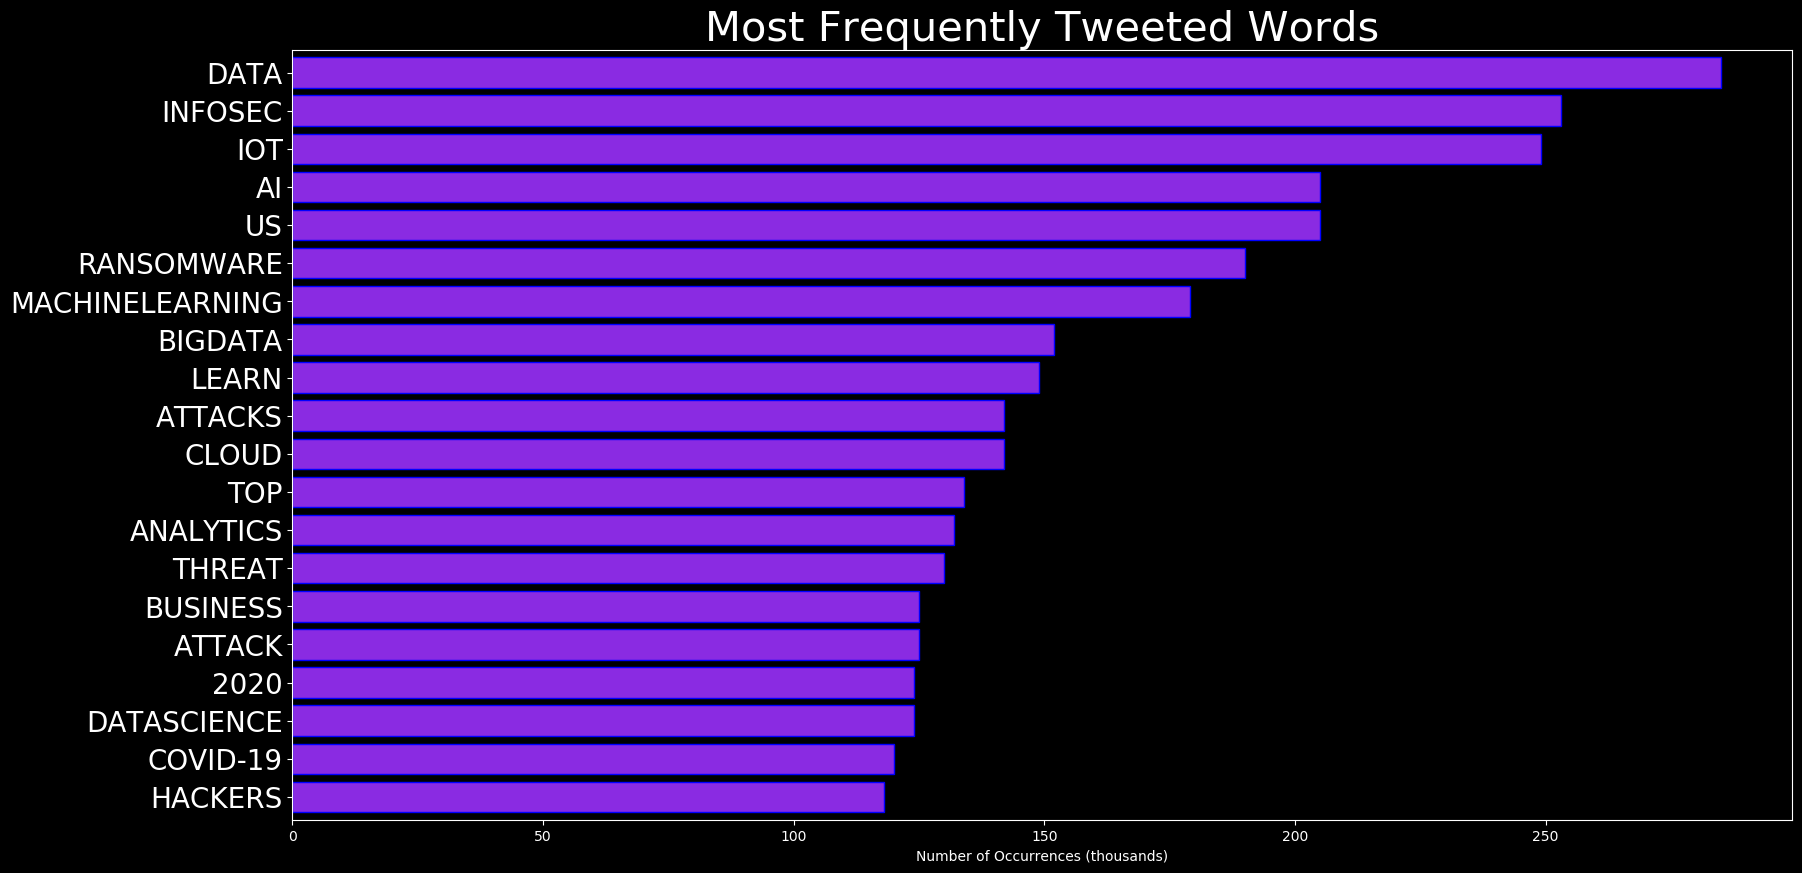 Most Frequently Tweeted Words
DATA
INFOSEC
IOT
AI
US
RANSOMWARE
MACHINELEARNING
BIGDATA
LEARN
ATTACKS
CLOUD
TOP
ANALYTICS
THREAT
BUSINESS
ATTACK
2020
DATASCIENCE
COVID-19
HACKERS
0 50 100 150 200 250
Number of Occurrences (thousands)